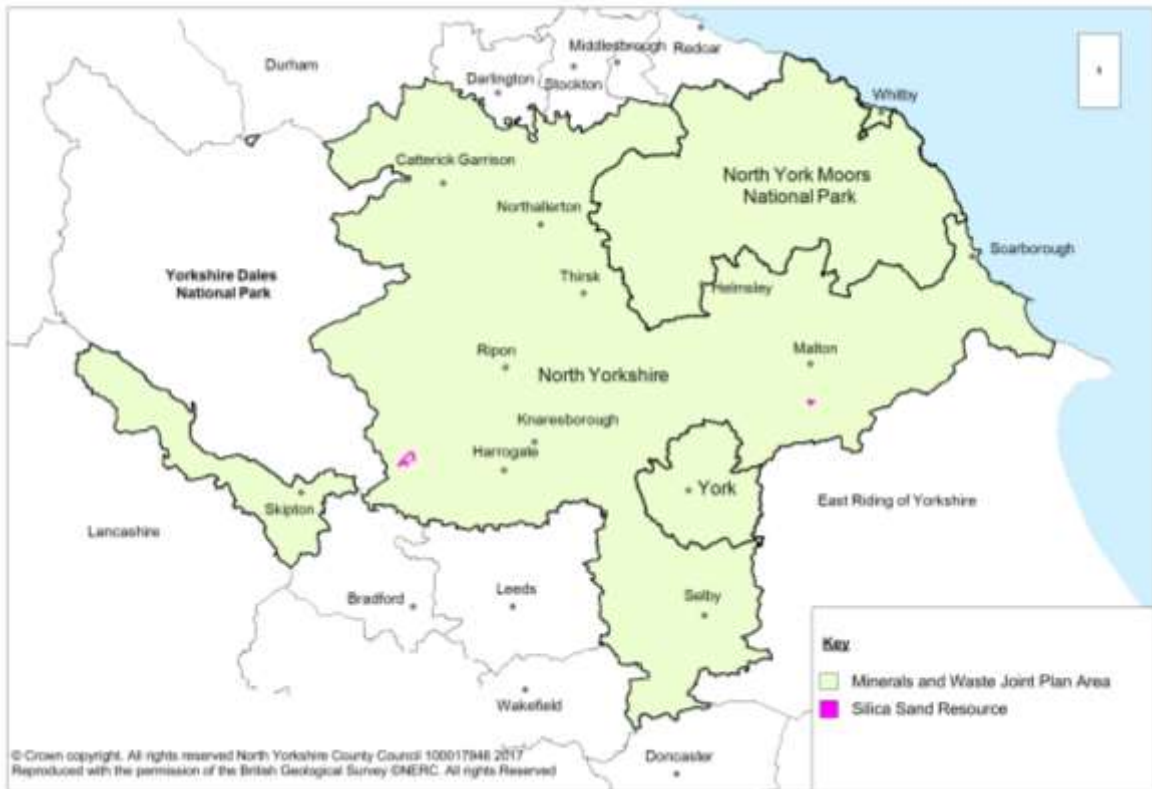 Durham
Middlesbrough
Redcar
Darlington
Stockton
Whitby
Catterick Garrison
North York Moors
National Park
Northallerton
Scarborough
Yorkshire Dales
National Park
Thirsk
Helmsley
Ripon
North Yorkshire
Malton
Knaresborough
Harrogate
York
Skipton
East Riding of Yorkshire
Lancashire
Bradford
Leeds
Selby
Wakefield
Doncaster
Key
Minerals and Waste Joint Plan Area
Silica Sand Resource
© Crown copyright. All rights reserved North Yorkshire County Council 100017946 2017
Reproduced with the permission of the British Geological Survey ©NERC. All rights Reserved